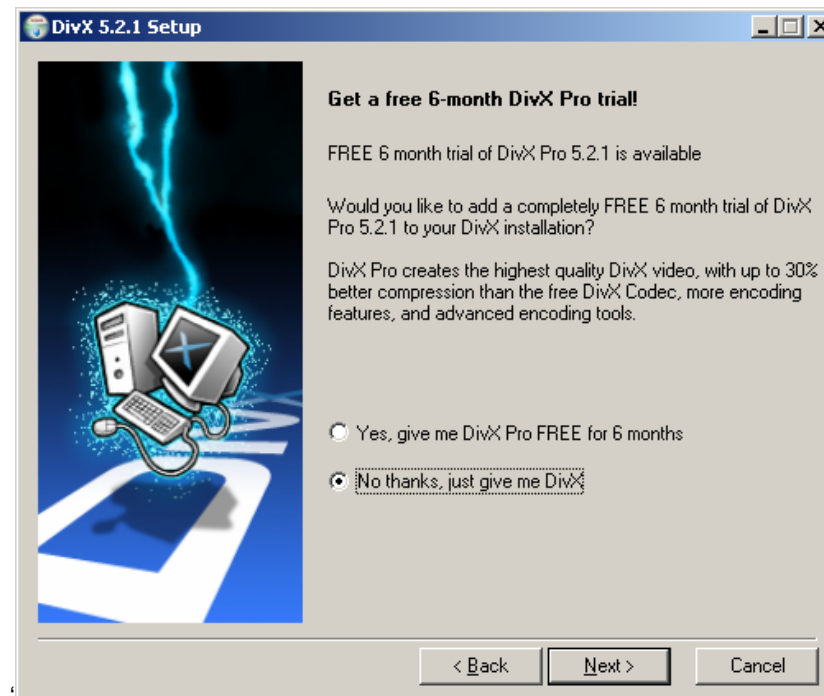 DivX 5.2.1 Setup
Get a free 6-month DivX Pro trial!
FREE 6 month trial of DivX Pro 5.2.1 is available
Would you like to add a completely FREE 6 month trial of DivX
Pro 5.2.1 to your DivX installation?
DivX Pro creates the highest quality DivX video, with up to 30%
better compression than the free DivX Codec, more encoding
features, and advanced encoding tools.
Yes, give me DivX Pro FREE for 6 months
No thanks, just give me DivX
< Back
Next >
Cancel